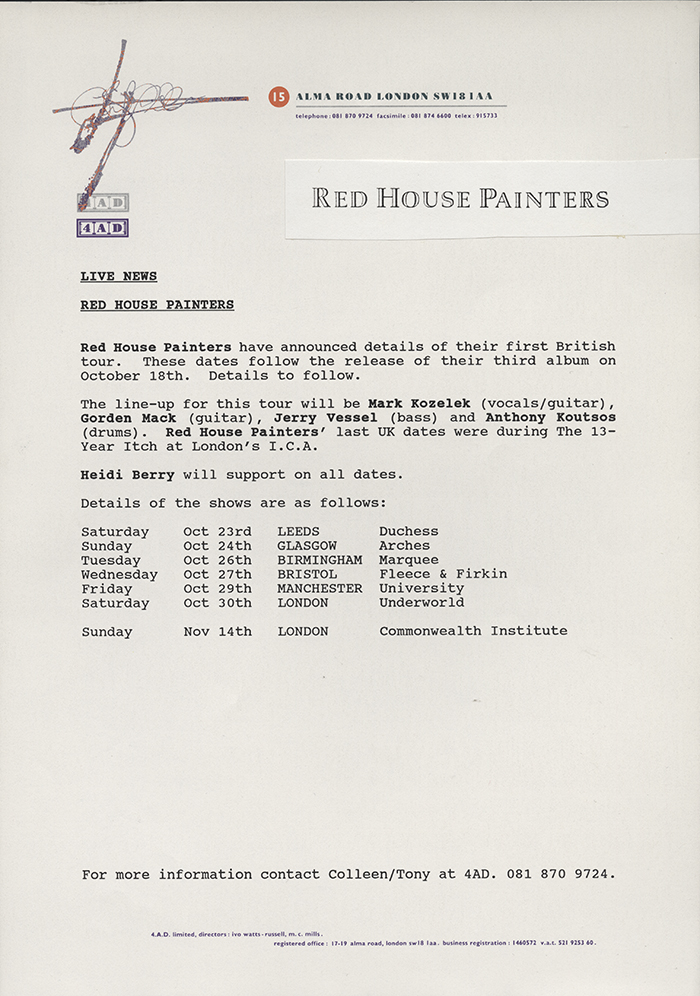 15 ALMA ROAD LONDON SW18 1AA
telephone: 081 870 9724 facsimile: 081 874 6600 telex: 915733
RED HOUSE PAINTERS
4AD
4AD
LIVE NEWS
RED HOUSE PAINTERS
Red House Painters have announced details of their first British
tour. These dates follow the release of their third album on
October 18th. Details to follow.
The line-up for this tour will be Mark Kozelek (vocals/guitar),
Gorden Mack (guitar), Jerry Vessel (bass) and Anthony Koutsos
(drums). Red House Painters' last UK dates were during The 13-
Year Itch at London's I.C.A.
Heidi Berry will support on all dates.
Details of the shows are as follows:
Saturday Oct 23rd LEEDS Duchess
Sunday Oct 24th GLASGOW Arches
Tuesday Oct 26th BIRMINGHAM Marquee
Wednesday Oct 27th BRISTOL Fleece & Firkin
Friday Oct 29th MANCHESTER University
Saturday Oct 30th LONDON Underworld
Sunday Nov 14th LONDON Commonwealth Institute
For more information contact Colleen/Tony at 4AD. 081 870 9724.
4.A.D. limited, directors: ivo watts-russell, m. c. mills.
registered office: 17-19 alma road, london sw18 1aa. business registration: 1460572 v.a.t. 521 9253 60.